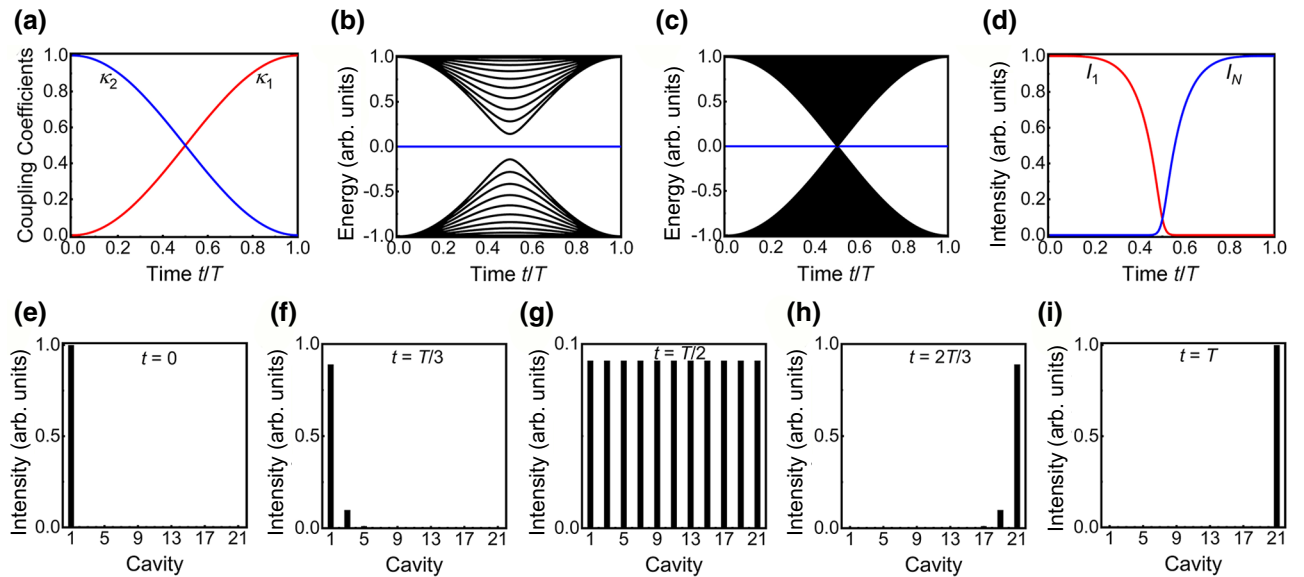 (a)
Coupling Coefficients
1.0
0.8
0.6
0.4
0.2
0.0
κ2
κ1
0.0 0.2 0.4 0.6 0.8 1.0
Time t/T
(b)
Energy (arb. units)
1.0
0.5
0.0
-0.5
-1.0
0.0 0.2 0.4 0.6 0.8 1.0
Time t/T
(c)
Energy (arb. units)
1.0
0.5
0.0
-0.5
-1.0
0.0 0.2 0.4 0.6 0.8 1.0
Time t/T
(d)
Intensity (arb. units)
1.0
0.8
0.6
0.4
0.2
0.0
I1
IN
0.0 0.2 0.4 0.6 0.8 1.0
Time t/T
(e)
Intensity (arb. units)
1.0
0.5
0.0
t = 0
1 5 9 13 17 21
Cavity
(f)
Intensity (arb. units)
1.0
0.5
0.0
t = T/3
1 5 9 13 17 21
Cavity
(g)
Intensity (arb. units)
0.1
0.0
t = T/2
1 5 9 13 17 21
Cavity
(h)
Intensity (arb. units)
1.0
0.5
0.0
t = 2T/3
1 5 9 13 17 21
Cavity
(i)
Intensity (arb. units)
1.0
0.5
0.0
t = T
1 5 9 13 17 21
Cavity